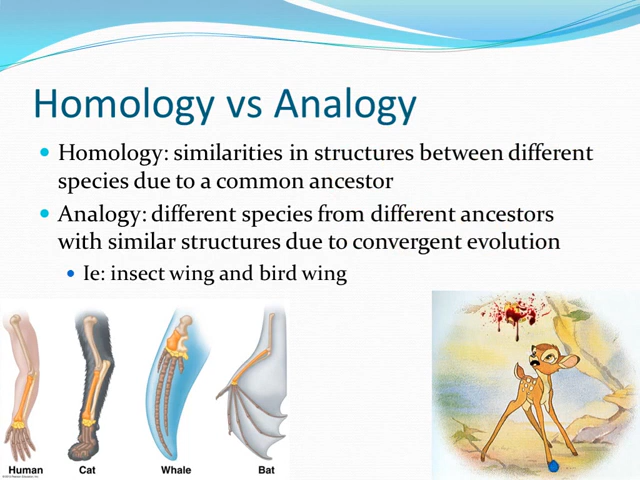 Homology vs Analogy
Homology: similarities in structures between different
species due to a common ancestor
Analogy: different species from different ancestors
with similar structures due to convergent evolution
Ie: insect wing and bird wing
Human Cat Whale Bat